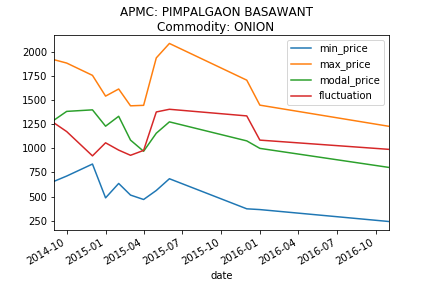 APMC: PIMPALGAON BASAWANT
Commodity: ONION
min_price
max_price
modal_price
fluctuation
2000
1750
1500
1250
1000
750
500
250
2014-10
2015-01
2015-04
2015-07
2015-10
2016-01
2016-04
2016-07
2016-10
date